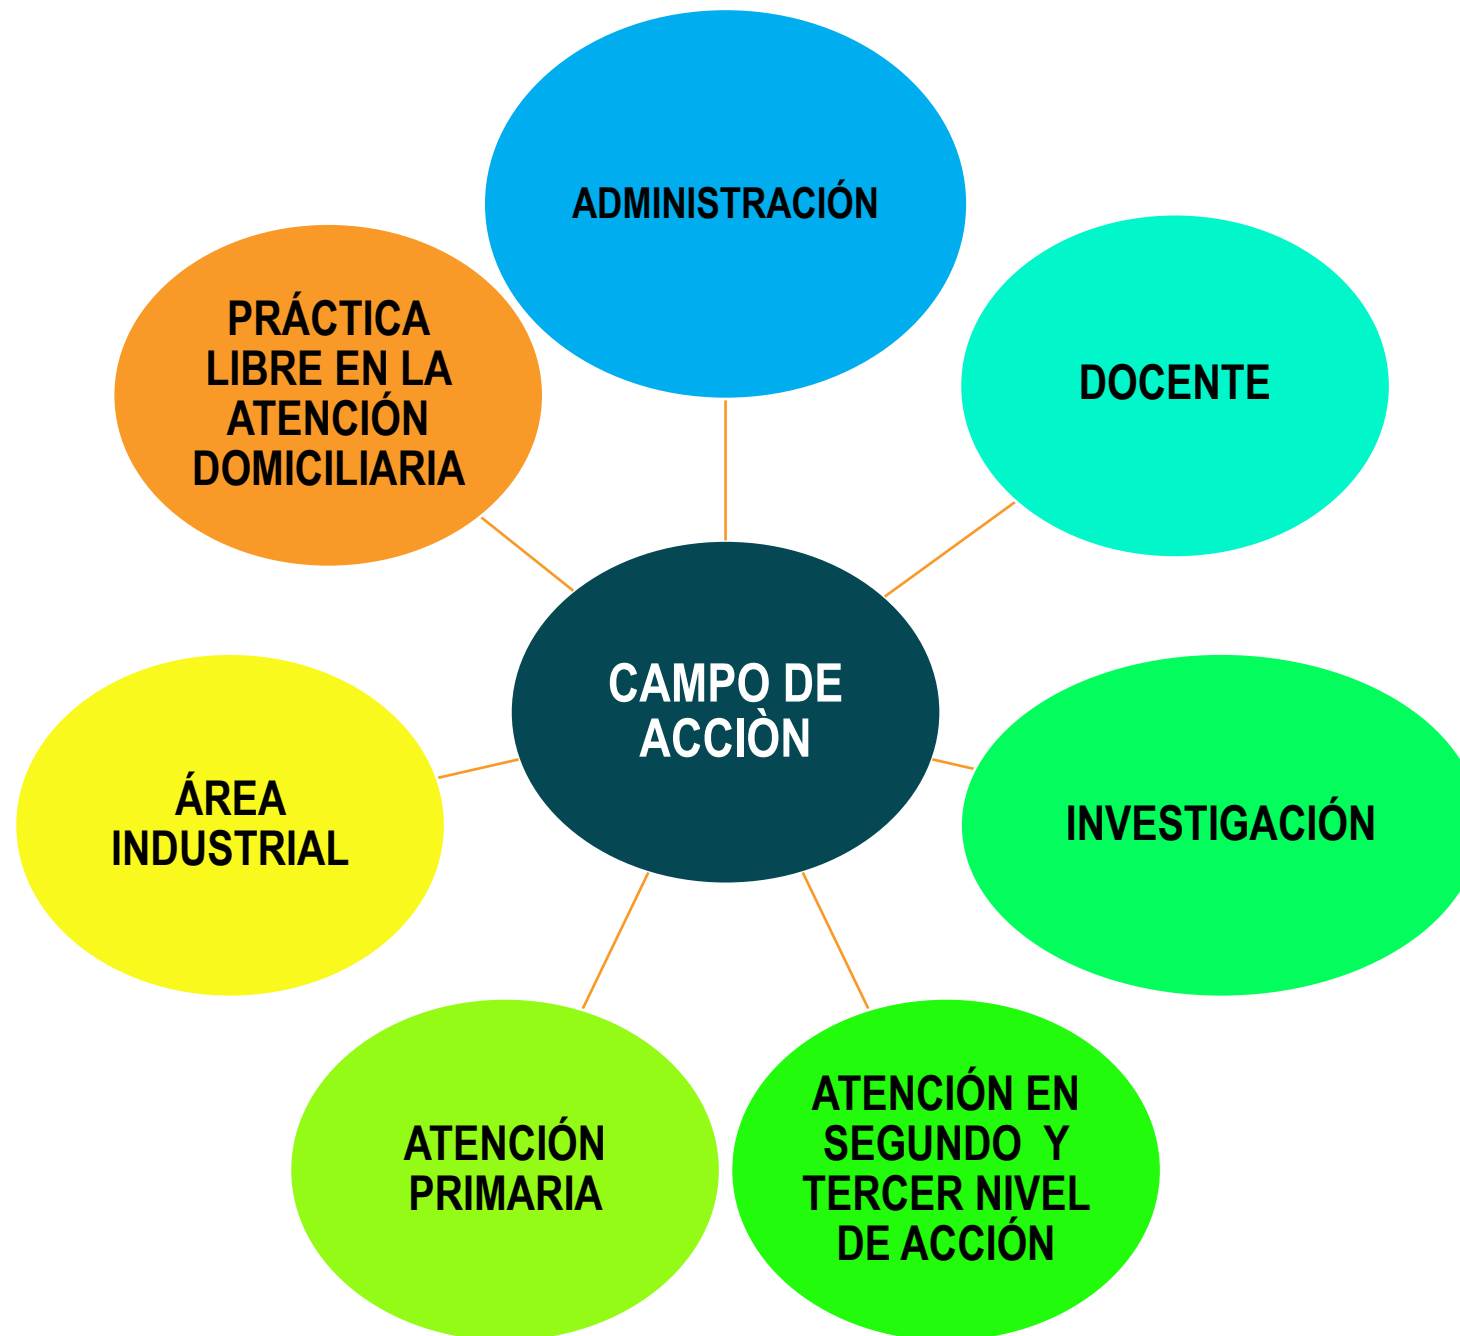 ADMINISTRACIÓN
PRÁCTICA
LIBRE EN LA
ATENCIÓN
DOMICILIARIA
DOCENTE
CAMPO DE
ACCIÒN
ÁREA
INDUSTRIAL
INVESTIGACIÓN
ATENCIÓN
PRIMARIA
ATENCIÓN EN
SEGUNDO Y
TERCER NIVEL
DE ACCIÓN